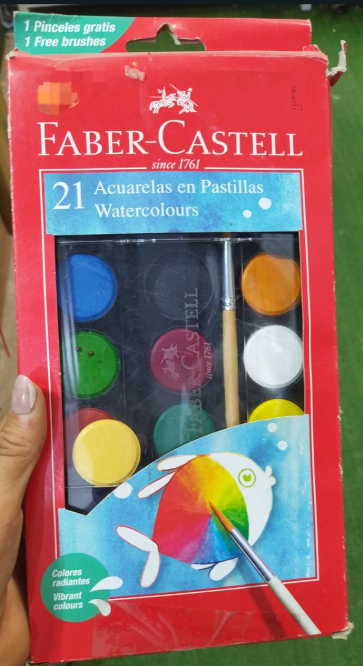 1 Pinceles gratis
1 Free brushes
FABER-CASTELL
since 1761
21 Acuarelas en Pastillas
Watercolours
FABER-CASTELL
since 1761
Colores
radiantes
Vibrant
colours